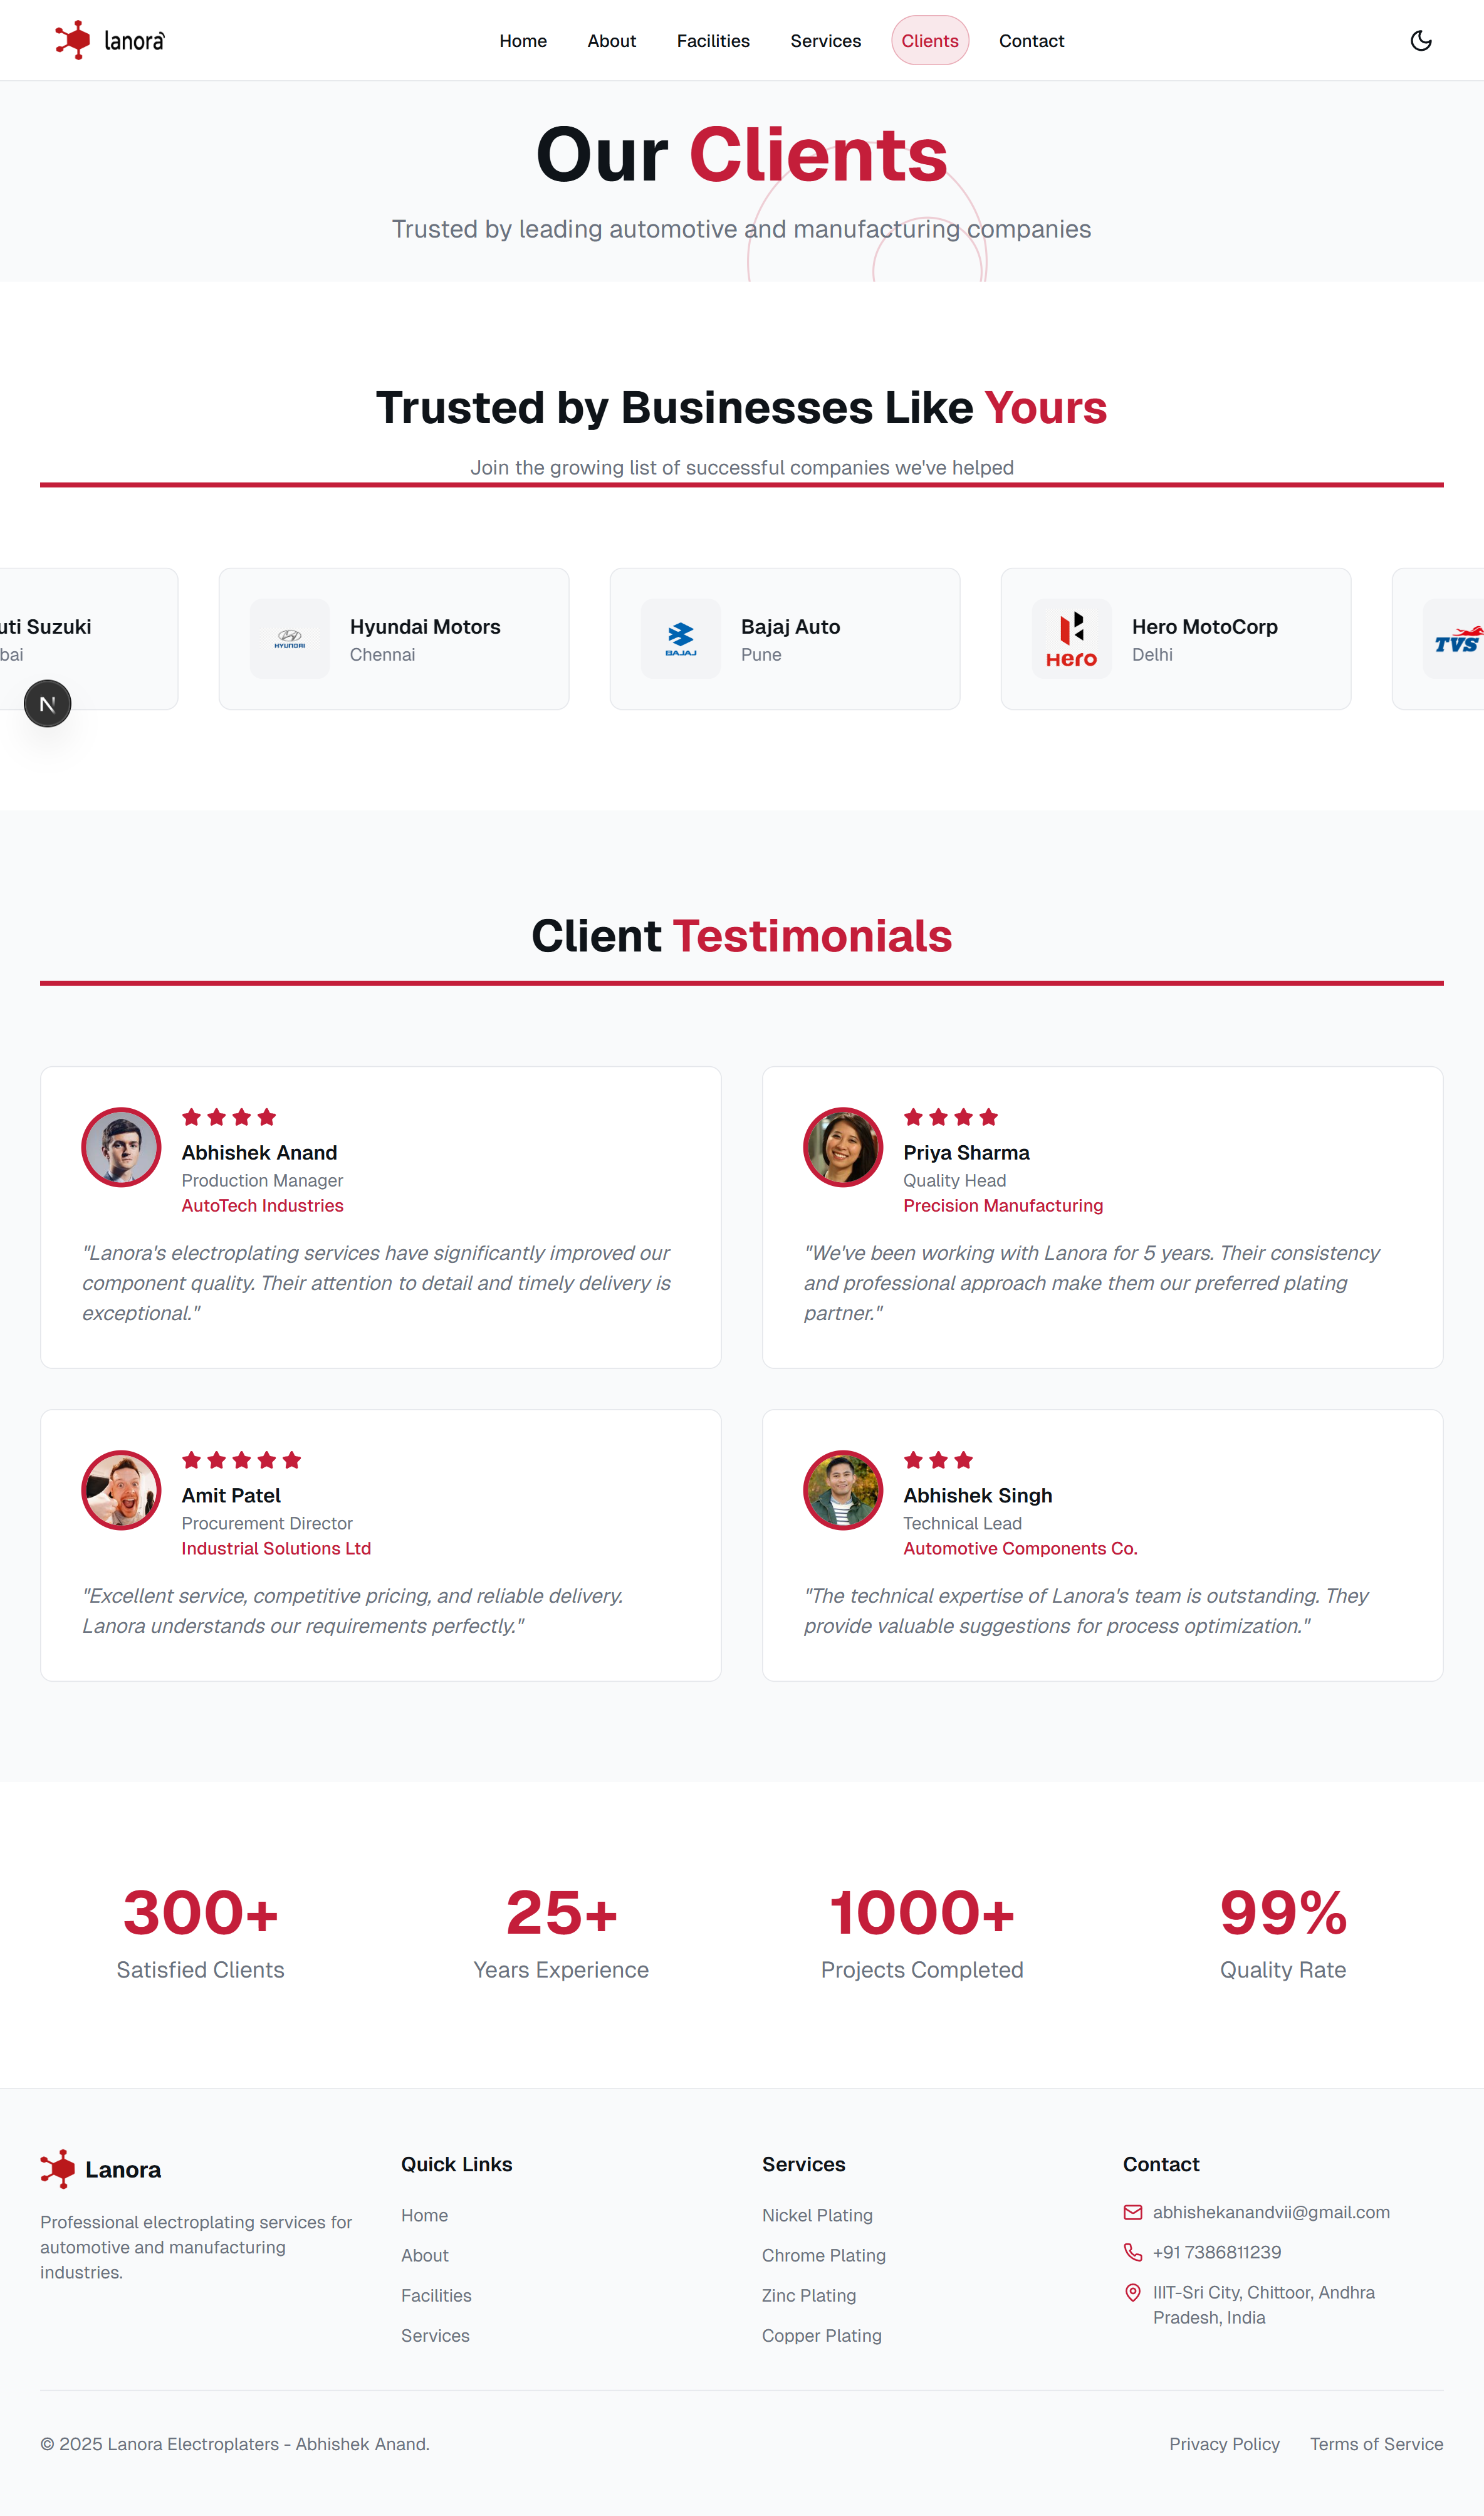 lanora
Home About Facilities Services Clients Contact
Our Clients
Trusted by leading automotive and manufacturing companies
Trusted by Businesses Like Yours
Join the growing list of successful companies we've helped
uti Suzuki
bai
HYUNDAI
Hyundai Motors
Chennai
BAJAJ
Bajaj Auto
Pune
Hero
Hero MotoCorp
Delhi
TVS
N
Client Testimonials
Abhishek Anand
Production Manager
AutoTech Industries
"Lanora's electroplating services have significantly improved our
component quality. Their attention to detail and timely delivery is
exceptional."
Priya Sharma
Quality Head
Precision Manufacturing
"We've been working with Lanora for 5 years. Their consistency
and professional approach make them our preferred plating
partner."
Amit Patel
Procurement Director
Industrial Solutions Ltd
"Excellent service, competitive pricing, and reliable delivery.
Lanora understands our requirements perfectly."
Abhishek Singh
Technical Lead
Automotive Components Co.
"The technical expertise of Lanora's team is outstanding. They
provide valuable suggestions for process optimization."
300+
Satisfied Clients
25+
Years Experience
1000+
Projects Completed
99%
Quality Rate
Lanora
Professional electroplating services for
automotive and manufacturing
industries.
Quick Links
Home
About
Facilities
Services
Services
Nickel Plating
Chrome Plating
Zinc Plating
Copper Plating
Contact
abhishekanandvii@gmail.com
+91 7386811239
IIIT-Sri City, Chittoor, Andhra
Pradesh, India
© 2025 Lanora Electroplaters - Abhishek Anand.
Privacy Policy Terms of Service